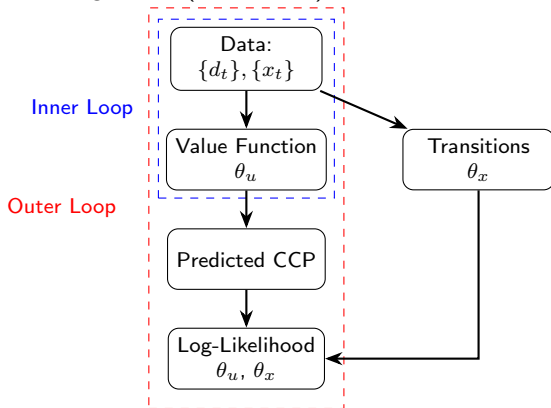 Data:
{d_t}, {x_t}
Inner Loop
Value Function
θ_u
Transitions
θ_x
Outer Loop
Predicted CCP
Log-Likelihood
θ_u, θ_x